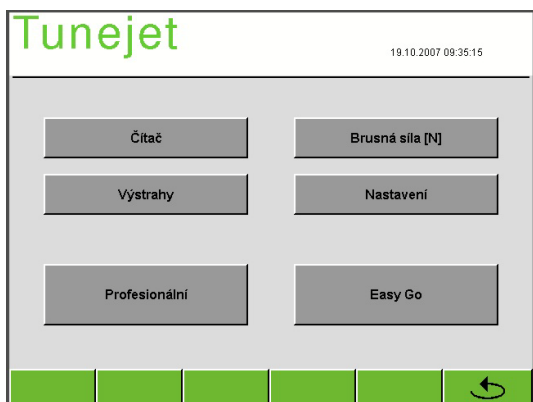 Tunejet
19.10.2007 09:35:15
Čítač
Brusná síla [N]
Výstrahy
Nastavení
Profesionální
Easy Go